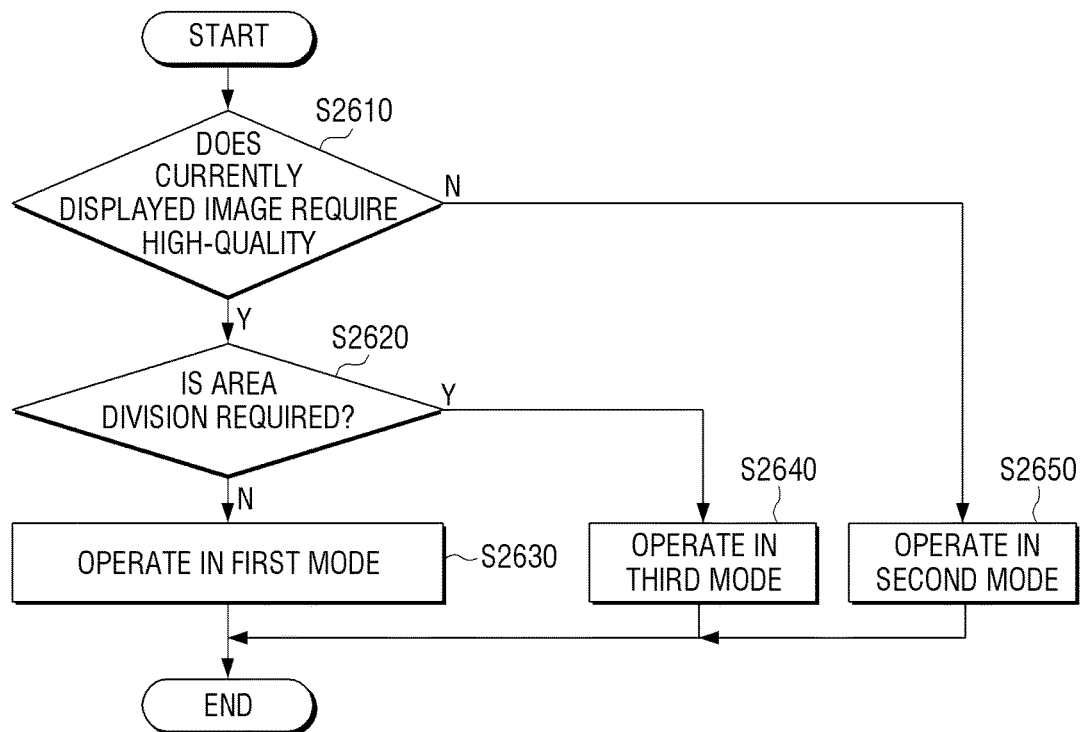 START
S2610
DOES
CURRENTLY
DISPLAYED IMAGE REQUIRE
HIGH-QUALITY
N
Y
S2620
IS AREA
DIVISION REQUIRED?
Y
N
S2640
S2650
OPERATE IN FIRST MODE
S2630
OPERATE IN
THIRD MODE
OPERATE IN
SECOND MODE
END